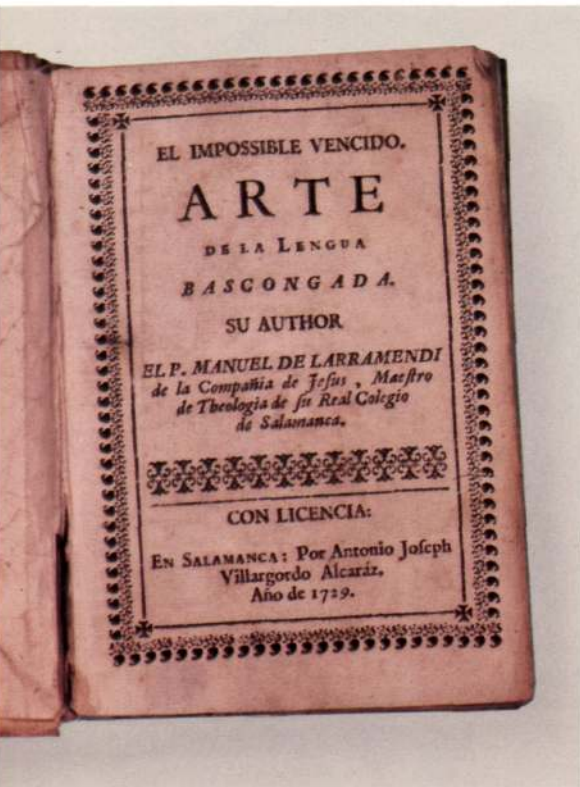 EL IMPOSSIBLE VENCIDO.
ARTE
DE LA LENGUA
BASCONGADA.
SU AUTHOR
EL P. MANUEL DE LARRAMENDI
de la Compañia de Jesus, Maestro
de Theologia de su Real Colegio
de Salamanca.
CON LICENCIA:
EN SALAMANCA: Por Antonio Joseph
Villargordo Alcaráz.
Año de 1729.